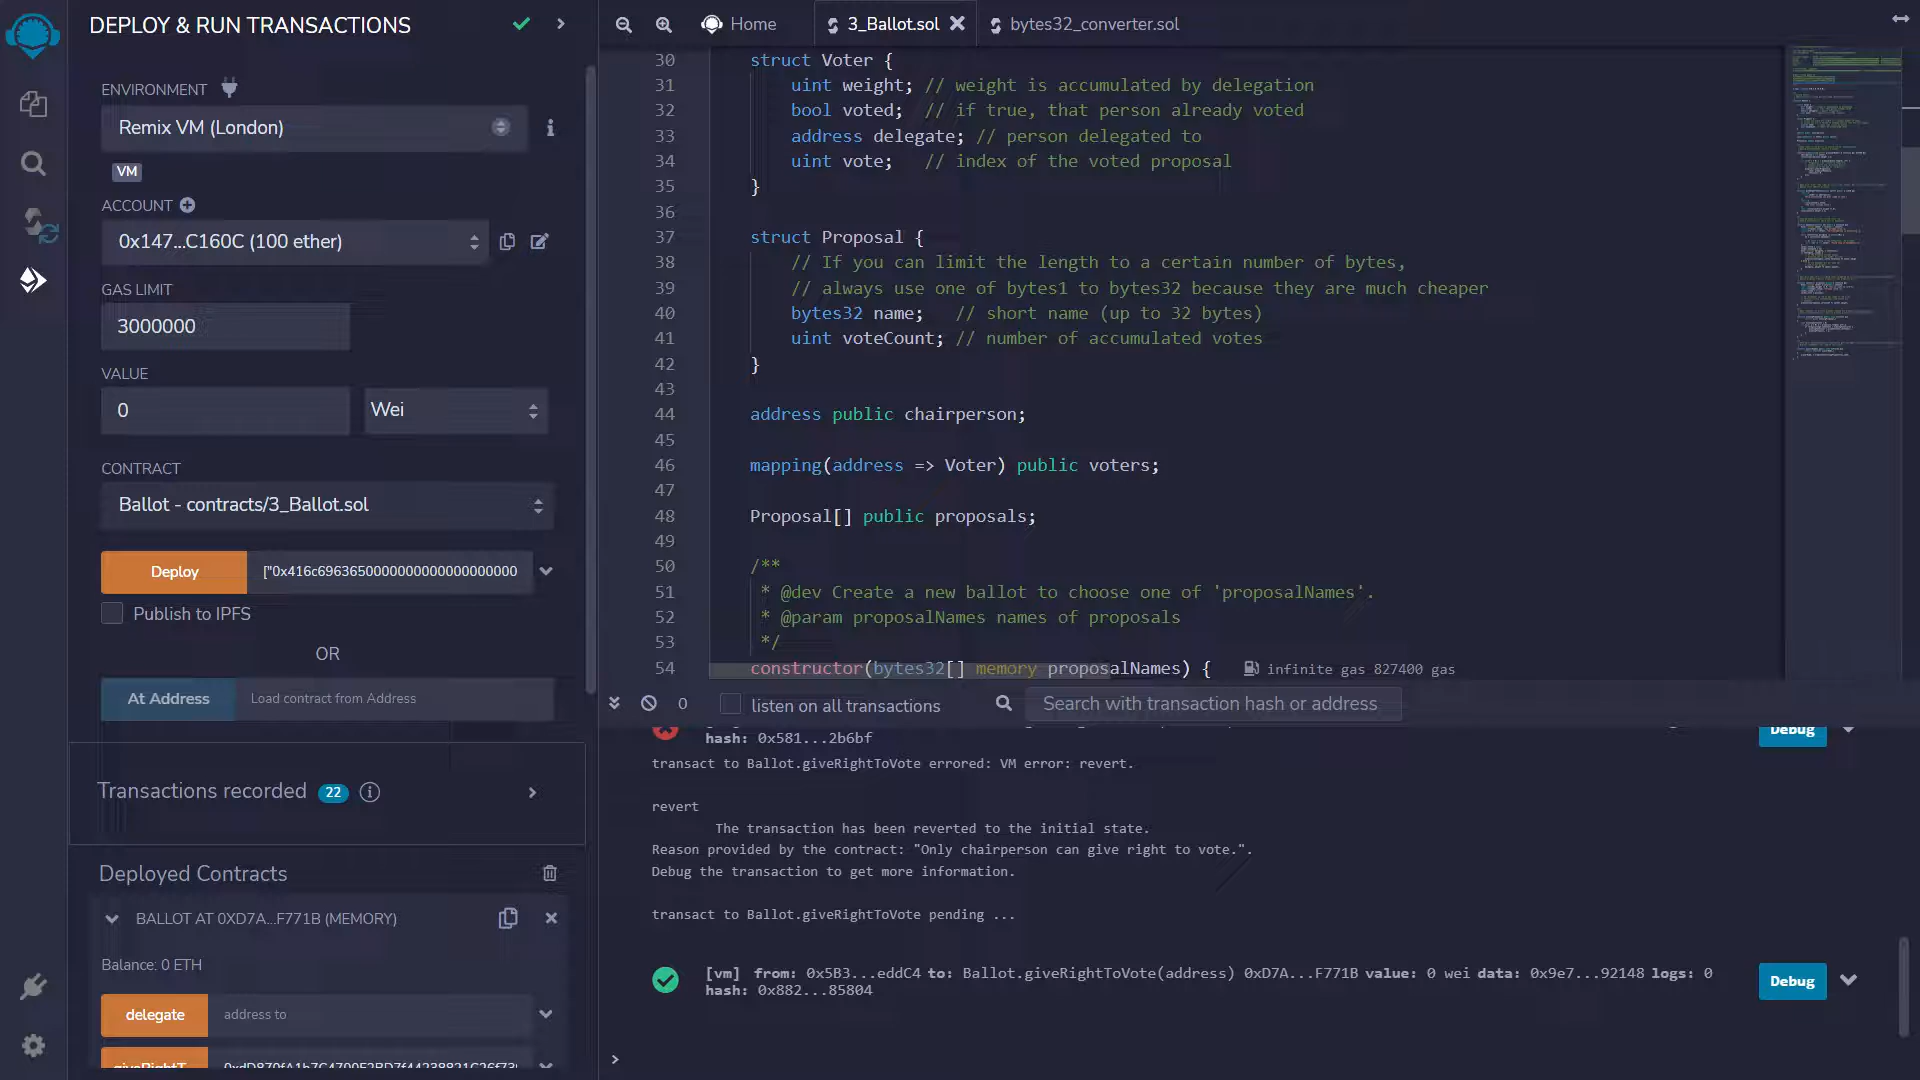 DEPLOY & RUN TRANSACTIONS
ENVIRONMENT
Remix VM (London)
VM
ACCOUNT
0x147...C160C (100 ether)
GAS LIMIT
3000000
VALUE
0
Wei
CONTRACT
Ballot - contracts/3_Ballot.sol
Deploy
["0x416c6963650000000000000000000
Publish to IPFS
OR
At Address
Load contract from Address
Transactions recorded 22
Deployed Contracts
BALLOT AT 0XD7A...F771B (MEMORY)
Balance: 0 ETH
delegate
address to
Home
3_Ballot.sol
bytes32_converter.sol
30 struct Voter {
31 uint weight; // weight is accumulated by delegation
32 bool voted; // if true, that person already voted
33 address delegate; // person delegated to
34 uint vote; // index of the voted proposal
35 }
36
37 struct Proposal {
38 // If you can limit the length to a certain number of bytes,
39 // always use one of bytes1 to bytes32 because they are much cheaper
40 bytes32 name; // short name (up to 32 bytes)
41 uint voteCount; // number of accumulated votes
42 }
43
44 address public chairperson;
45
46 mapping(address => Voter) public voters;
47
48 Proposal[] public proposals;
49
50 /**
51 * @dev Create a new ballot to choose one of 'proposalNames'.
52 * @param proposalNames names of proposals
53 */
54 constructor(bytes32[] memory proposalNames) { infinite gas 827400 gas
0
listen on all transactions
Search with transaction hash or address
hash: 0x581...2b6bf
Debug
transact to Ballot.giveRightToVote errored: VM error: revert.
revert
The transaction has been reverted to the initial state.
Reason provided by the contract: "Only chairperson can give right to vote.".
Debug the transaction to get more information.
transact to Ballot.giveRightToVote pending ...
[vm] from: 0x5B3...eddC4 to: Ballot.giveRightToVote(address) 0xD7A...F771B value: 0 wei data: 0x9e7...92148 logs: 0
hash: 0x882...85804
Debug
>